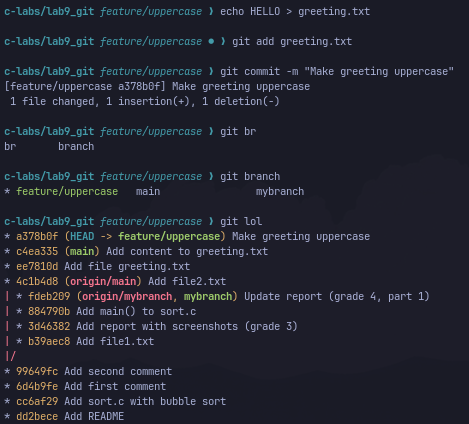 c-labs/lab9_git feature/uppercase ❯ echo HELLO > greeting.txt
c-labs/lab9_git feature/uppercase ● ❯ git add greeting.txt
c-labs/lab9_git feature/uppercase ❯ git commit -m "Make greeting uppercase"
[feature/uppercase a378b0f] Make greeting uppercase
 1 file changed, 1 insertion(+), 1 deletion(-)
c-labs/lab9_git feature/uppercase ❯ git br
br       branch
c-labs/lab9_git feature/uppercase ❯ git branch
* feature/uppercase   main                mybranch
c-labs/lab9_git feature/uppercase ❯ git lol
* a378b0f (HEAD -> feature/uppercase) Make greeting uppercase
* c4ea335 (main) Add content to greeting.txt
* ee7810d Add file greeting.txt
* 4c1b4d8 (origin/main) Add file2.txt
| * fdeb209 (origin/mybranch, mybranch) Update report (grade 4, part 1)
| * 884790b Add main() to sort.c
| * 3d46382 Add report with screenshots (grade 3)
| * b39aec8 Add file1.txt
|/
* 99649fc Add second comment
* 6d4b9fe Add first comment
* cc6af29 Add sort.c with bubble sort
* dd2bece Add README